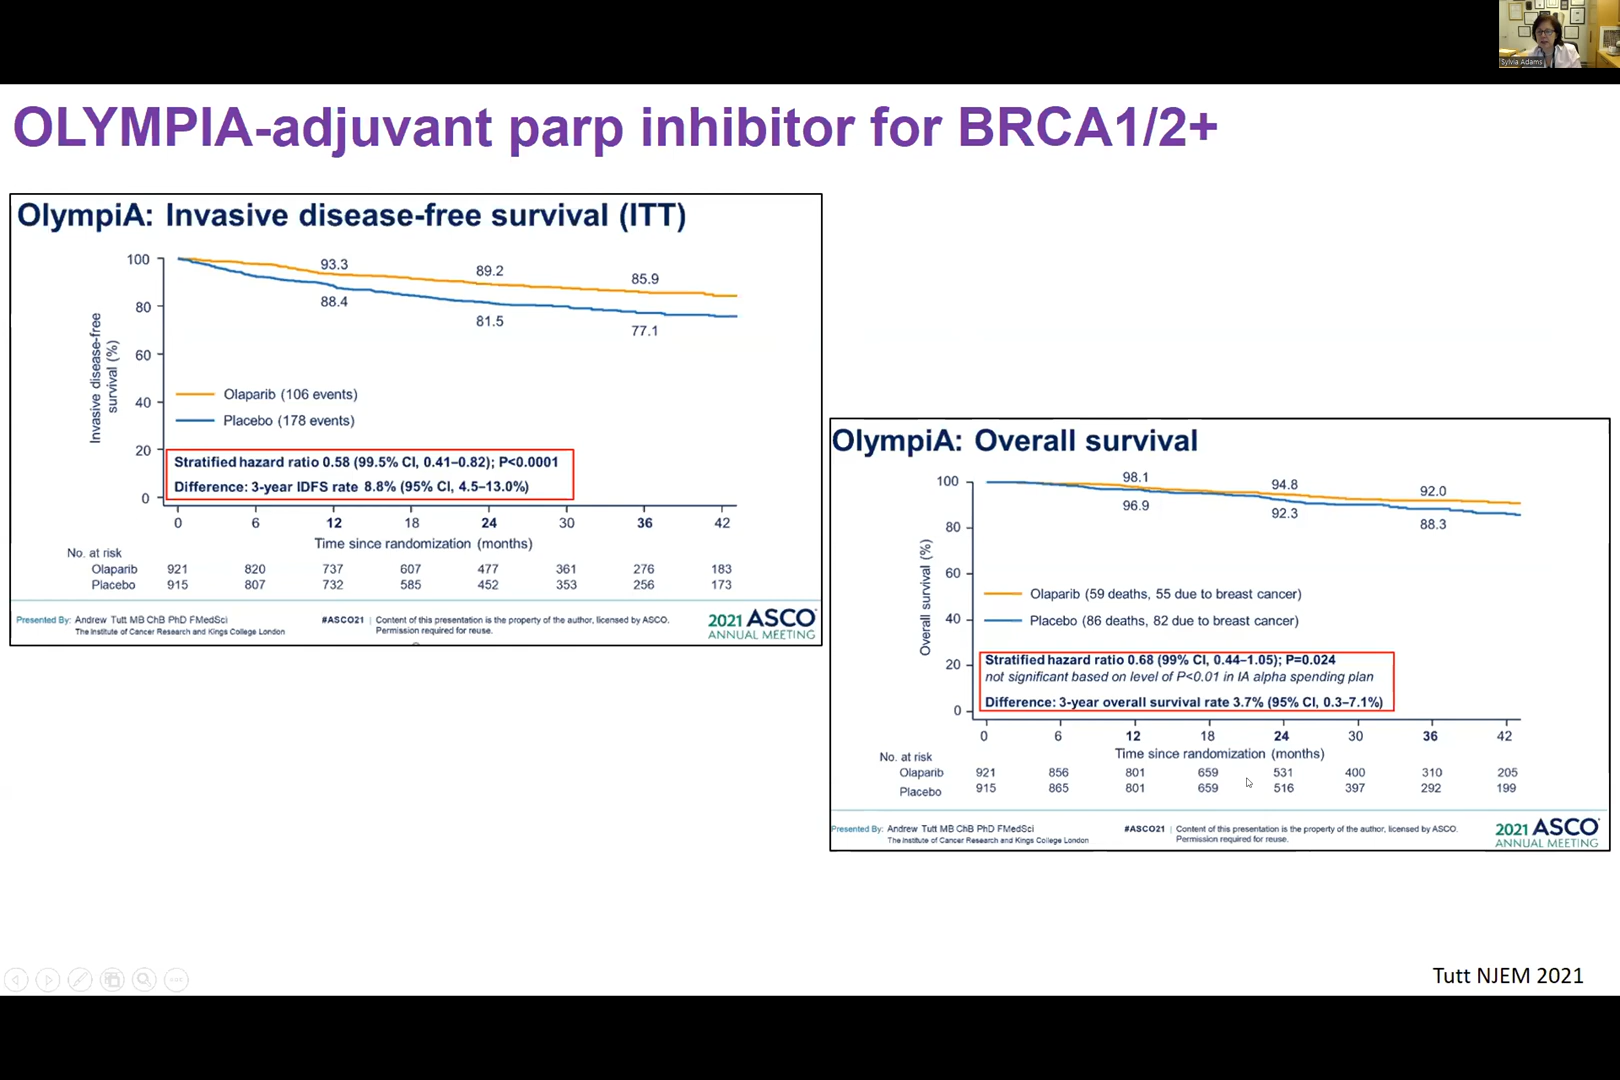 Sylvia Adams
OLYMPIA-adjuvant parp inhibitor for BRCA1/2+
OlympiA: Invasive disease-free survival (ITT)
Invasive disease-free
survival (%)
100
80
60
40
20
0
93.3
89.2
85.9
88.4
81.5
77.1
Olaparib (106 events)
Placebo (178 events)
Stratified hazard ratio 0.58 (99.5% CI, 0.41–0.82); P<0.0001
Difference: 3-year IDFS rate 8.8% (95% CI, 4.5–13.0%)
0 6 12 18 24 30 36 42
Time since randomization (months)
No. at risk
Olaparib 921 820 737 607 477 361 276 183
Placebo 915 807 732 585 452 353 256 173
Presented By: Andrew Tutt MB ChB PhD FMedSci
The Institute of Cancer Research and Kings College London
#ASCO21 | Content of this presentation is the property of the author, licensed by ASCO.
Permission required for reuse.
2021 ASCO
ANNUAL MEETING
OlympiA: Overall survival
Overall survival (%)
100
80
60
40
20
0
98.1
94.8
92.0
96.9
92.3
88.3
Olaparib (59 deaths, 55 due to breast cancer)
Placebo (86 deaths, 82 due to breast cancer)
Stratified hazard ratio 0.68 (99% CI, 0.44–1.05); P=0.024
not significant based on level of P<0.01 in IA alpha spending plan
Difference: 3-year overall survival rate 3.7% (95% CI, 0.3–7.1%)
0 6 12 18 24 30 36 42
Time since randomization (months)
No. at risk
Olaparib 921 856 801 659 531 400 310 205
Placebo 915 865 801 659 516 397 292 199
Presented By: Andrew Tutt MB ChB PhD FMedSci
The Institute of Cancer Research and Kings College London
#ASCO21 | Content of this presentation is the property of the author, licensed by ASCO.
Permission required for reuse.
2021 ASCO
ANNUAL MEETING
Tutt NJEM 2021